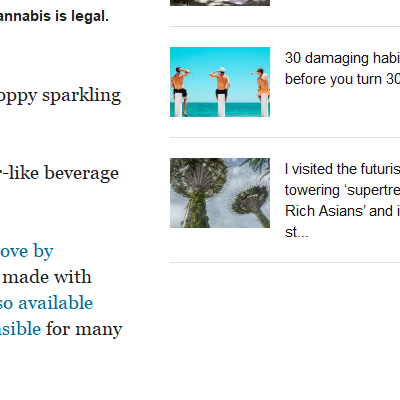 annabis is legal.
oppy sparkling
-like beverage
ove by
made with
so available
sible for many
30 damaging habi
before you turn 30
I visited the futuris
towering ‘supertre
Rich Asians’ and i
st...